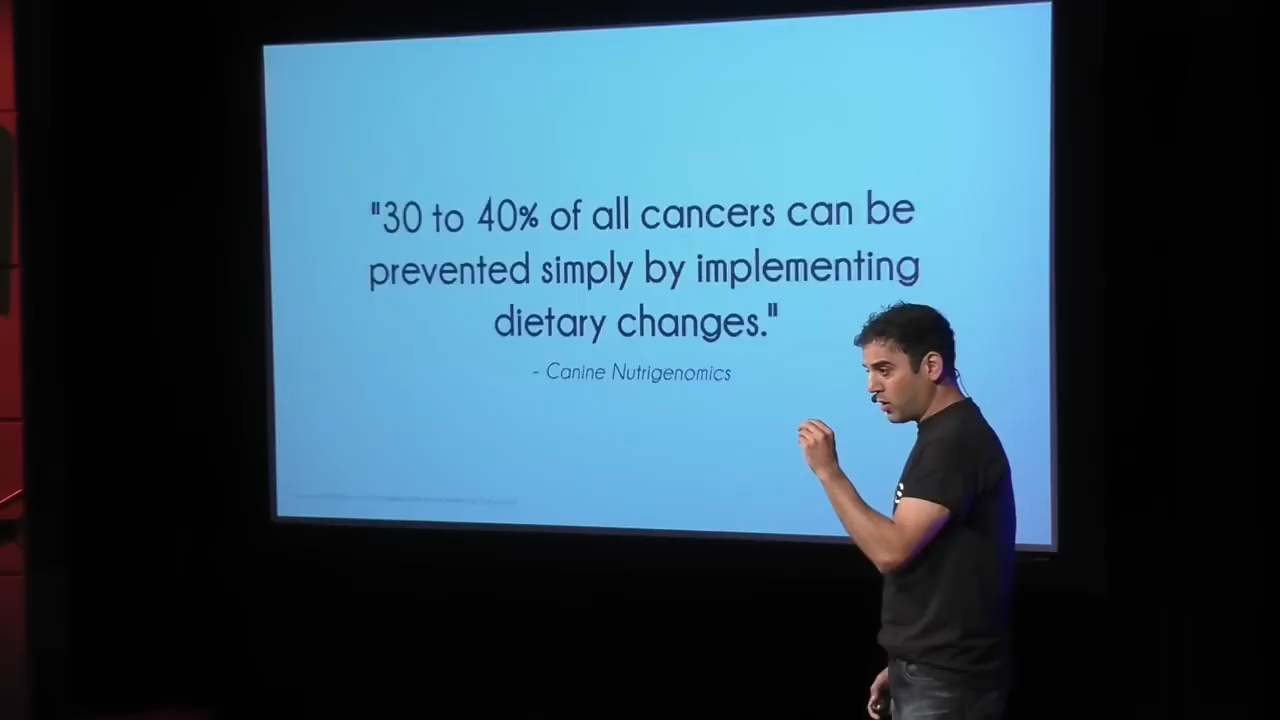 "30 to 40% of all cancers can be
prevented simply by implementing
dietary changes."
- Canine Nutrigenomics
S